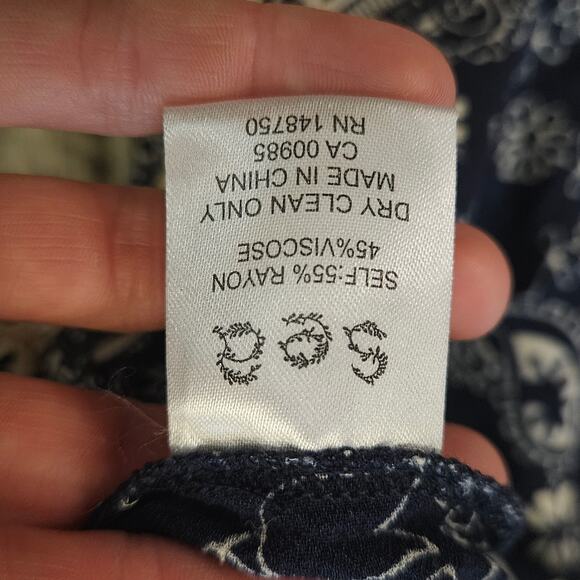 SELF:55% RAYON
45%VISCOSE
DRY CLEAN ONLY
MADE IN CHINA
CA 00985
RN 148750